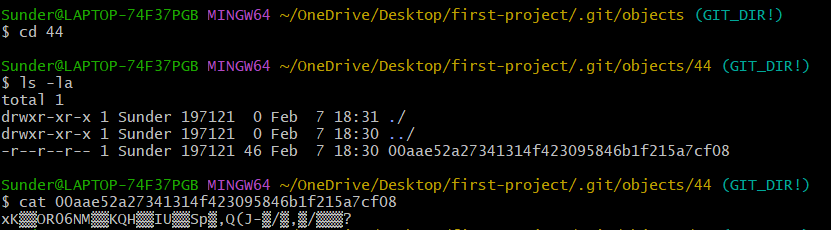 Sunder@LAPTOP-74F37PGB MINGW64 ~/OneDrive/Desktop/first-project/.git/objects (GIT_DIR!)
$ cd 44
Sunder@LAPTOP-74F37PGB MINGW64 ~/OneDrive/Desktop/first-project/.git/objects/44 (GIT_DIR!)
$ ls -la
total 1
drwxr-xr-x 1 Sunder 197121  0 Feb  7 18:31 ./
drwxr-xr-x 1 Sunder 197121  0 Feb  7 18:30 ../
-r--r--r-- 1 Sunder 197121 46 Feb  7 18:30 00aae52a27341314f423095846b1f215a7cf08
Sunder@LAPTOP-74F37PGB MINGW64 ~/OneDrive/Desktop/first-project/.git/objects/44 (GIT_DIR!)
$ cat 00aae52a27341314f423095846b1f215a7cf08
xK▒▒OR06NM▒▒KQH▒▒IU▒▒Sp▒,Q(J-▒/▒,▒/▒▒▒?